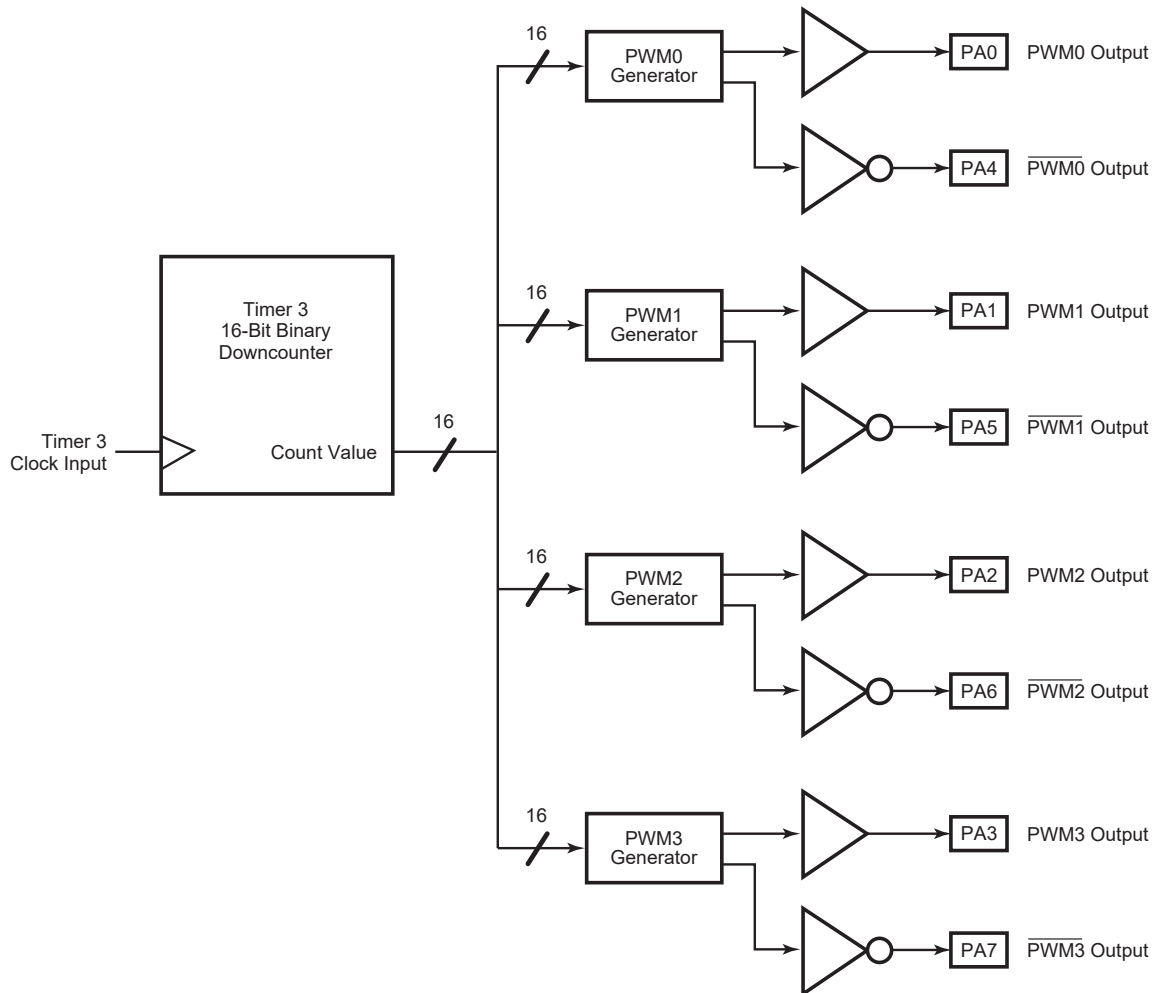 16
PWM0
Generator
PA0
PWM0 Output
PA4
PWM0 Output
Timer 3
16-Bit Binary
Downcounter
Timer 3
Clock Input
Count Value
16
16
PWM1
Generator
PA1
PWM1 Output
PA5
PWM1 Output
16
PWM2
Generator
PA2
PWM2 Output
PA6
PWM2 Output
16
PWM3
Generator
PA3
PWM3 Output
PA7
PWM3 Output